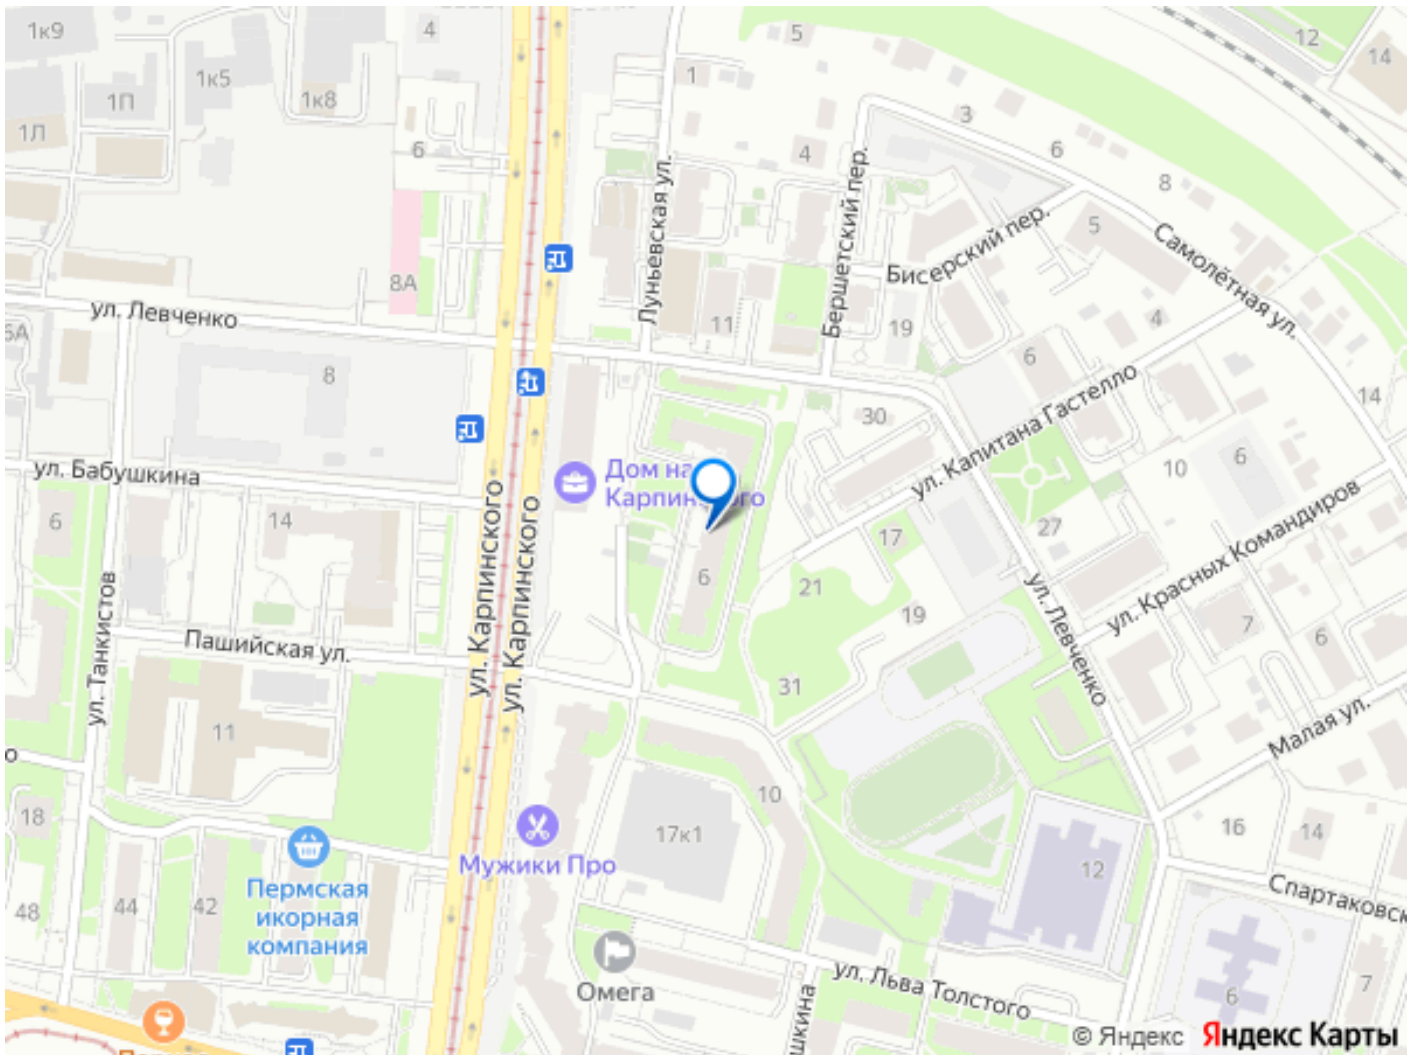 1к9
4
5
12
14
1к5
1
1П
1к8
3
1Л
6
4
6
8
Луньевская ул.
Бершетский пер.
Бисерский пер.
5
Самолётная ул.
8А
ул. Левченко
11
19
4
8
6
14
30
ул. Капитана Гастелло
ул. Бабушкина
Дом на
Карпинского
10
6
6
14
ул. Карпинского
ул. Карпинского
17
27
ул. Красных Командиров
6
21
19
ул. Левченко
7
6
ул. Танкистов
Пашийская ул.
31
Малая ул.
11
10
18
17к1
16
14
Мужики Про
12
Пермская
икорная
компания
44
42
48
Спартаковск
Омега
ул. Льва Толстого
6
7
шкина
© Яндекс Яндекс Карты